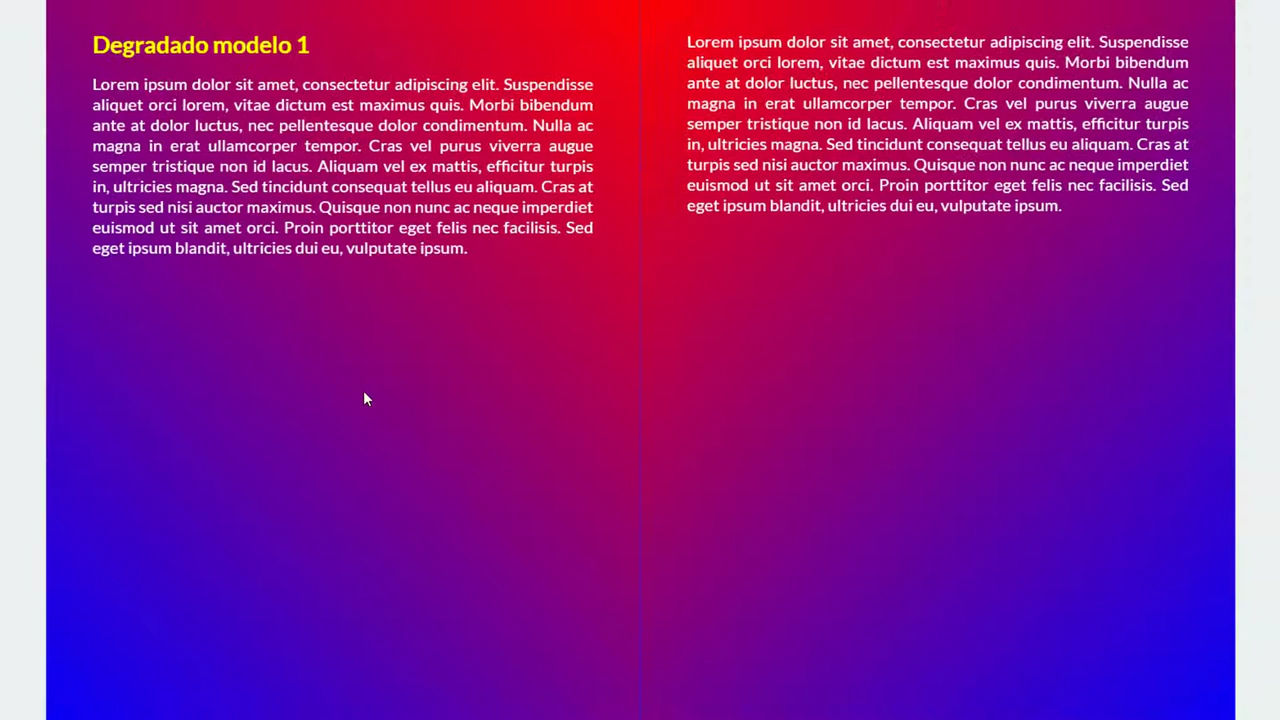 Degradado modelo 1
Lorem ipsum dolor sit amet, consectetur adipiscing elit. Suspendisse
aliquet orci lorem, vitae dictum est maximus quis. Morbi bibendum
ante at dolor luctus, nec pellentesque dolor condimentum. Nulla ac
magna in erat ullamcorper tempor. Cras vel purus viverra augue
semper tristique non id lacus. Aliquam vel ex mattis, efficitur turpis
in, ultricies magna. Sed tincidunt consequat tellus eu aliquam. Cras at
turpis sed nisi auctor maximus. Quisque non nunc ac neque imperdiet
euismod ut sit amet orci. Proin porttitor eget felis nec facilisis. Sed
eget ipsum blandit, ultricies dui eu, vulputate ipsum.
Lorem ipsum dolor sit amet, consectetur adipiscing elit. Suspendisse
aliquet orci lorem, vitae dictum est maximus quis. Morbi bibendum
ante at dolor luctus, nec pellentesque dolor condimentum. Nulla ac
magna in erat ullamcorper tempor. Cras vel purus viverra augue
semper tristique non id lacus. Aliquam vel ex mattis, efficitur turpis
in, ultricies magna. Sed tincidunt consequat tellus eu aliquam. Cras at
turpis sed nisi auctor maximus. Quisque non nunc ac neque imperdiet
euismod ut sit amet orci. Proin porttitor eget felis nec facilisis. Sed
eget ipsum blandit, ultricies dui eu, vulputate ipsum.